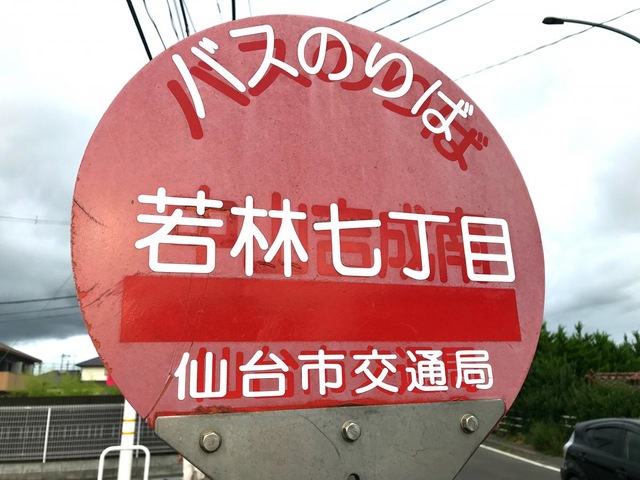 バスのりば
若林七丁目
仙台市交通局